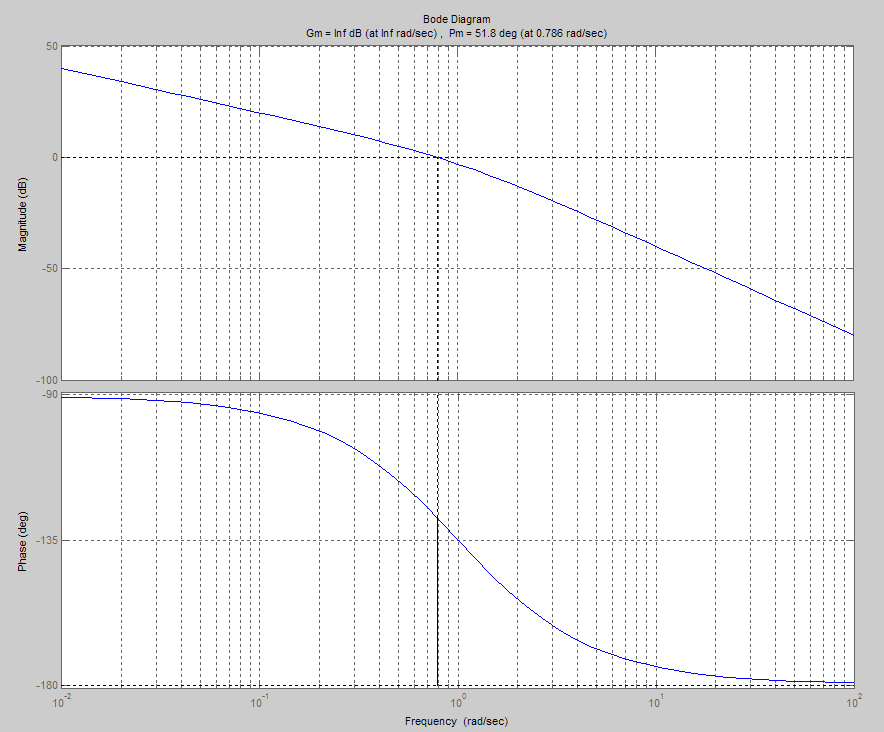 Bode Diagram
Gm = Inf dB (at Inf rad/sec) , Pm = 51.8 deg (at 0.786 rad/sec)
50
0
-50
-100
Magnitude (dB)
-90
-135
-180
Phase (deg)
10^-2 10^-1 10^0 10^1 10^2
Frequency (rad/sec)